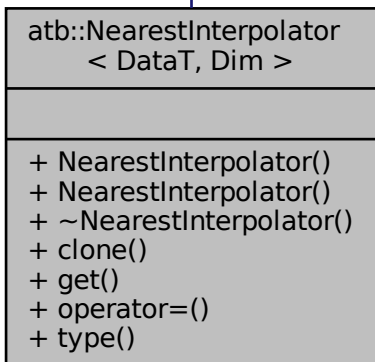 atb::NearestInterpolator
< DataT, Dim >
+ NearestInterpolator()
+ NearestInterpolator()
+ ~NearestInterpolator()
+ clone()
+ get()
+ operator=()
+ type()